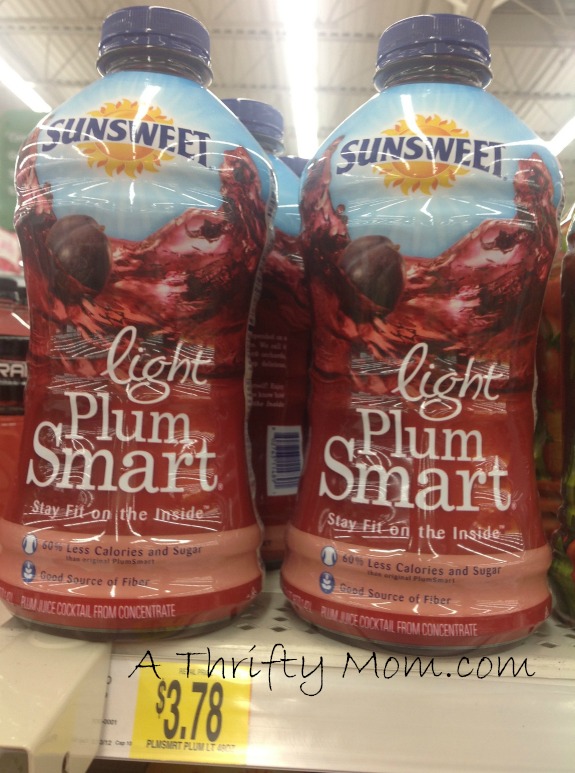 SUNSWEET
light
Plum
Smart
Stay Fit on the Inside™
60% Less Calories and Sugar
than original PlumSmart
Good Source of Fiber
PLUM JUICE COCKTAIL FROM CONCENTRATE
SUNSWEET
light
Plum
Smart
Stay Fit on the Inside™
60% Less Calories and Sugar
than original PlumSmart
Good Source of Fiber
PLUM JUICE COCKTAIL FROM CONCENTRATE
A Thrifty Mom.com
$3.78
PLMSMRT PLUM LT 48OZ